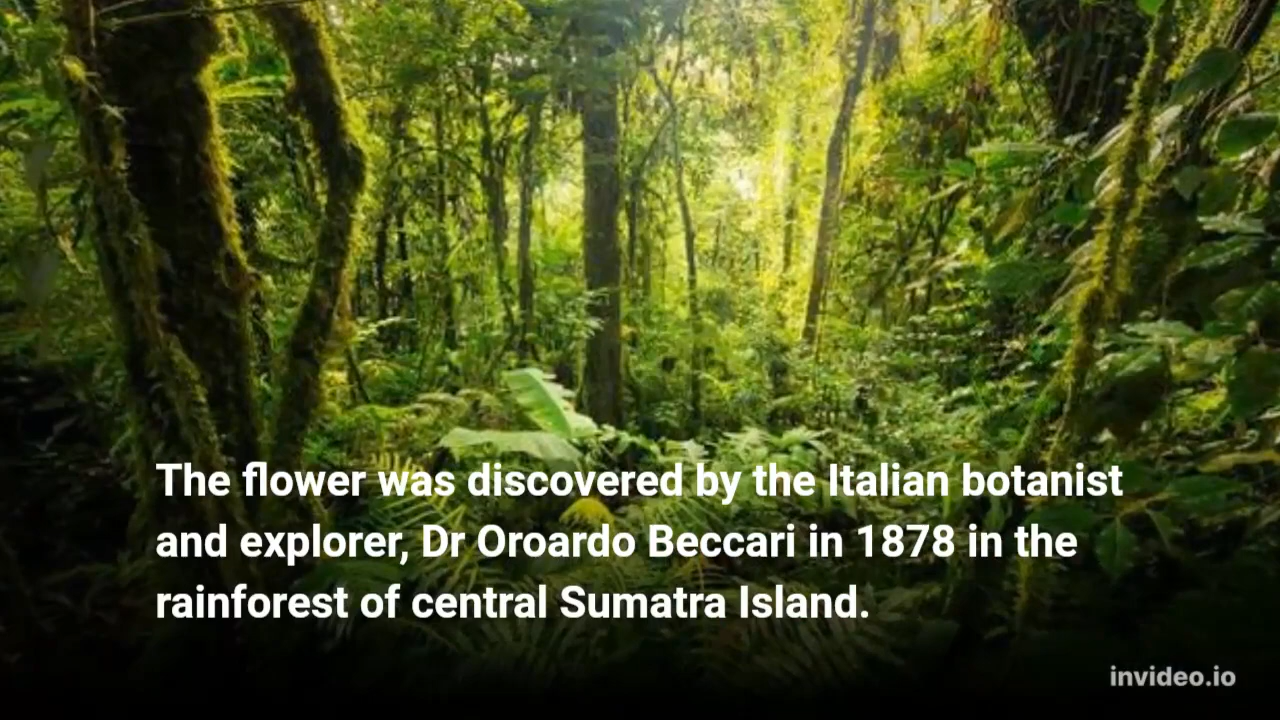 The flower was discovered by the Italian botanist
and explorer, Dr Oroardo Beccari in 1878 in the
rainforest of central Sumatra Island.
invideo.io